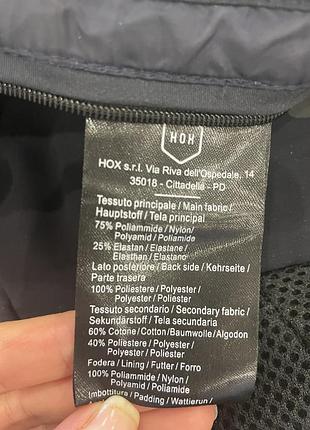 HOX
HOX s.r.l. Via Riva dell'Ospedale, 14
35018 - Cittadella - PD
Tessuto principale / Main fabric /
Hauptstoff / Tela principal
75% Poliammide / Nylon /
Polyamid / Poliamide
25% Elastan / Elastane /
Elasthan / Elastano
Lato posteriore / Back side / Kehrseite /
Parte trasera
100% Poliestere / Polyester /
Polyester / Poliester
Tessuto secondario / Secondary fabric /
Sekundärstoff / Tela secundaria
60% Cotone / Cotton / Baumwolle / Algodon
40% Poliestere / Polyester /
Polyester / Poliester
Fodera / Lining / Futter / Forro
100% Poliammide / Nylon /
Polyamid / Poliamide
Imbottitura / Padding / Wattierun /